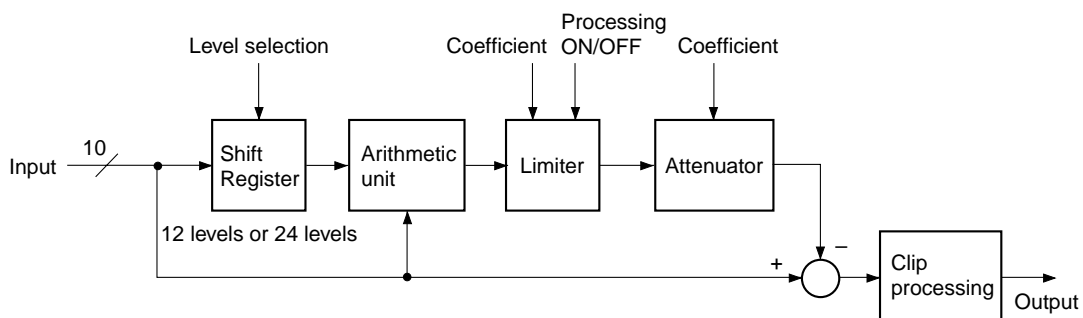 Processing
Level selection
Coefficient
ON/OFF
Coefficient
10
Input
Shift
Register
Arithmetic
unit
Limiter
Attenuator
12 levels or 24 levels
+
−
Clip
processing
Output